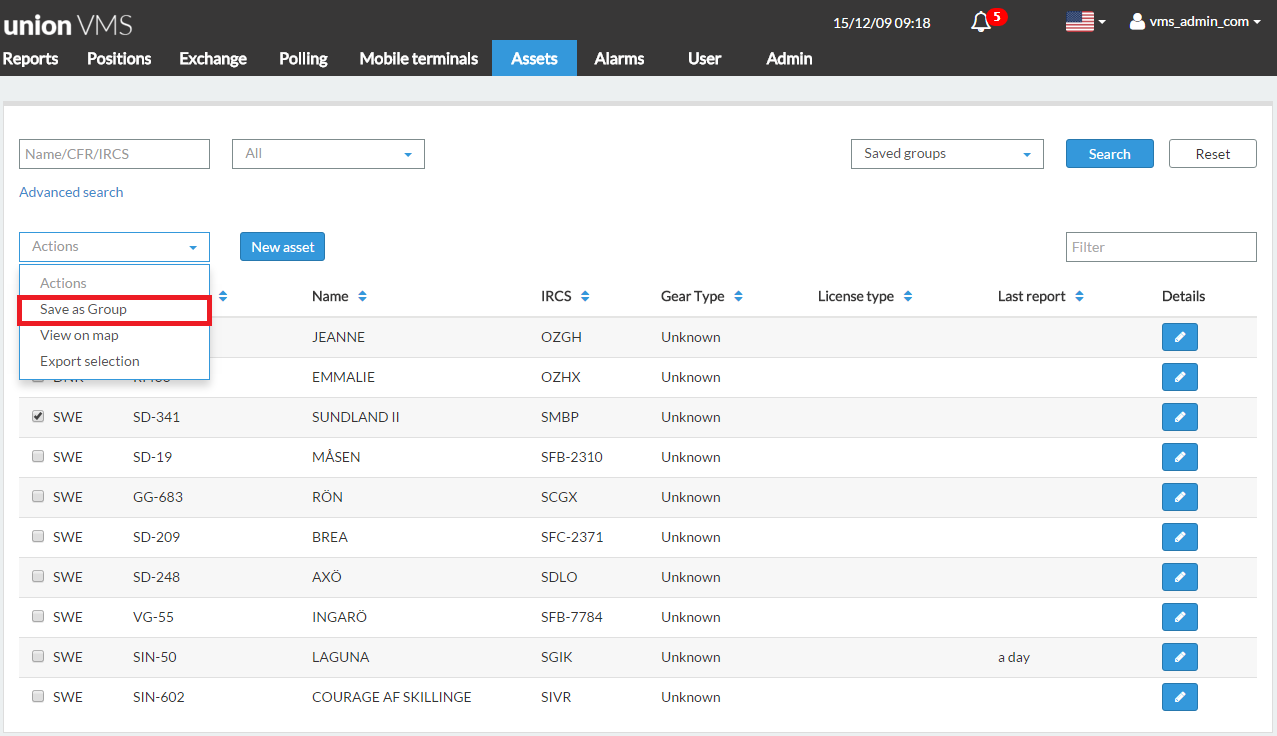 union VMS
15/12/09 09:18
5
vms_admin_com
Reports Positions Exchange Polling Mobile terminals Assets Alarms User Admin
Name/CFR/IRCS All Saved groups Search Reset
Advanced search
Actions New asset Filter
Actions
Save as Group
View on map
Export selection
Name IRCS Gear Type License type Last report Details
JEANNE OZGH Unknown
EMMALIE OZHX Unknown
SWE SD-341 SUNDLAND II SMBP Unknown
SWE SD-19 MÅSEN SFB-2310 Unknown
SWE GG-683 RÖN SCGX Unknown
SWE SD-209 BREA SFC-2371 Unknown
SWE SD-248 AXÖ SDLO Unknown
SWE VG-55 INGARÖ SFB-7784 Unknown
SWE SIN-50 LAGUNA SGIK Unknown a day
SWE SIN-602 COURAGE AF SKILLINGE SIVR Unknown